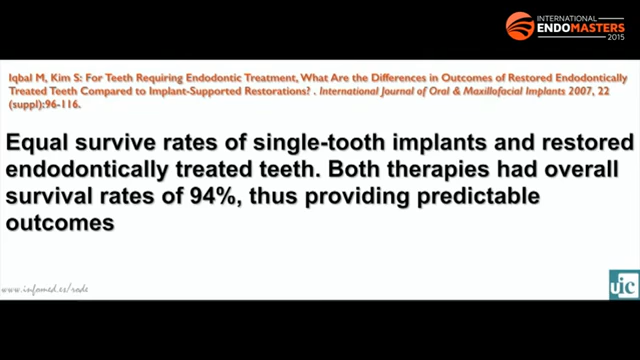 INTERNATIONAL
ENDOMASTERS
2015
Iqbal M, Kim S: For Teeth Requiring Endodontic Treatment, What Are the Differences in Outcomes of Restored Endodontically
Treated Teeth Compared to Implant-Supported Restorations? . International Journal of Oral & Maxillofacial Implants 2007, 22
(suppl):96-116.
Equal survive rates of single-tooth implants and restored
endodontically treated teeth. Both therapies had overall
survival rates of 94%, thus providing predictable
outcomes
www.infomed.es/rode
uic